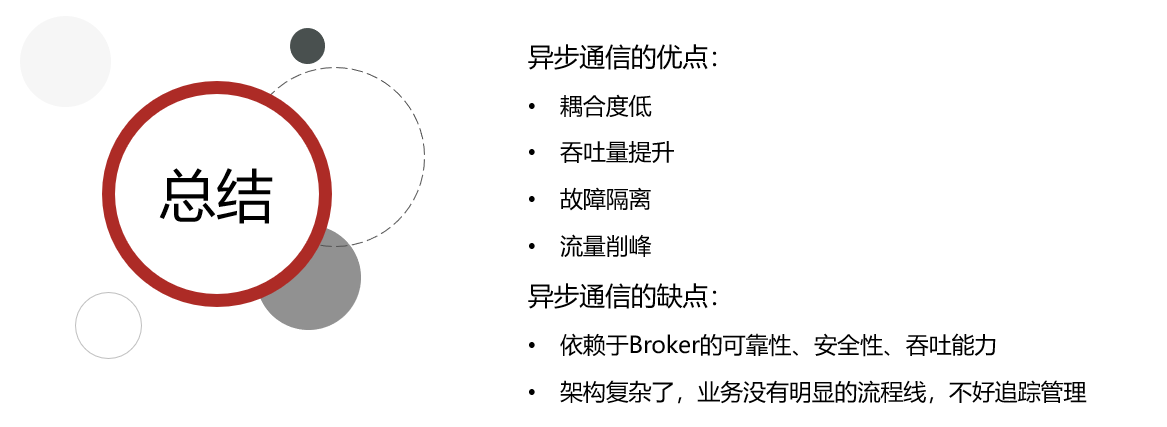 总结
异步通信的优点：
• 耦合度低
• 吞吐量提升
• 故障隔离
• 流量削峰
异步通信的缺点：
• 依赖于Broker的可靠性、安全性、吞吐能力
• 架构复杂了，业务没有明显的流程线，不好追踪管理